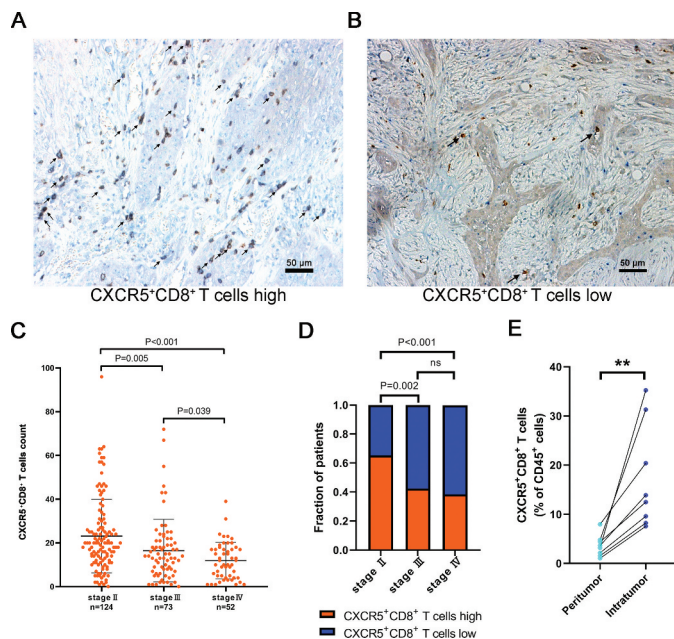 A
B
50 µm
50 µm
CXCR5⁺CD8⁺ T cells high
CXCR5⁺CD8⁺ T cells low
C
D
E
P<0.001
P=0.005
P=0.039
CXCR5⁺CD8⁺ T cells count
100
80
60
40
20
0
stage II
n=124
stage III
n=73
stage IV
n=52
P<0.001
ns
P=0.002
Fraction of patients
1.0
0.8
0.6
0.4
0.2
0.0
stage II
stage III
stage IV
CXCR5⁺CD8⁺ T cells high
CXCR5⁺CD8⁺ T cells low
**
CXCR5⁺CD8⁺ T cells
(% of CD45⁺ cells)
40
30
20
10
0
Peritumor
Intratumor